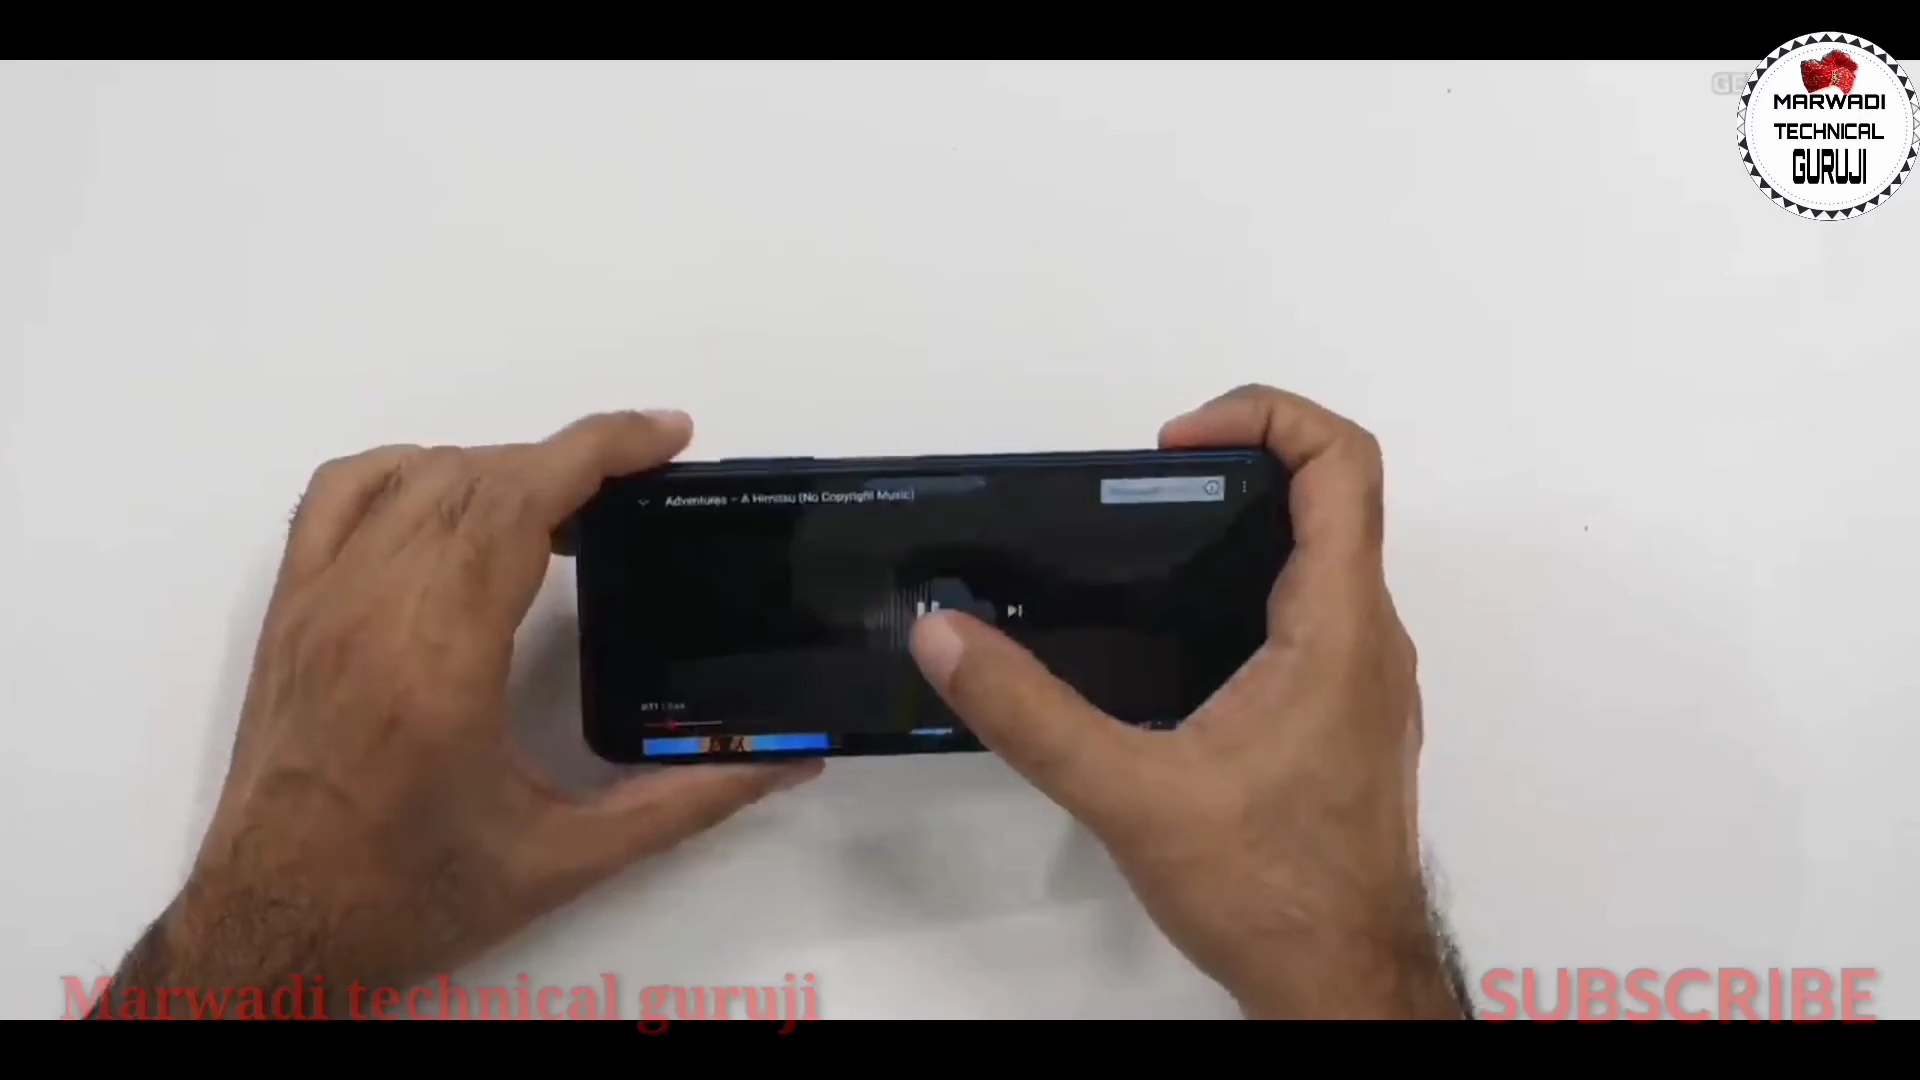 MARWADI
TECHNICAL
GURUJI
Adventures - A Himitsu (No Copyright Music)
Marwadi technical guruji
SUBSCRIBE